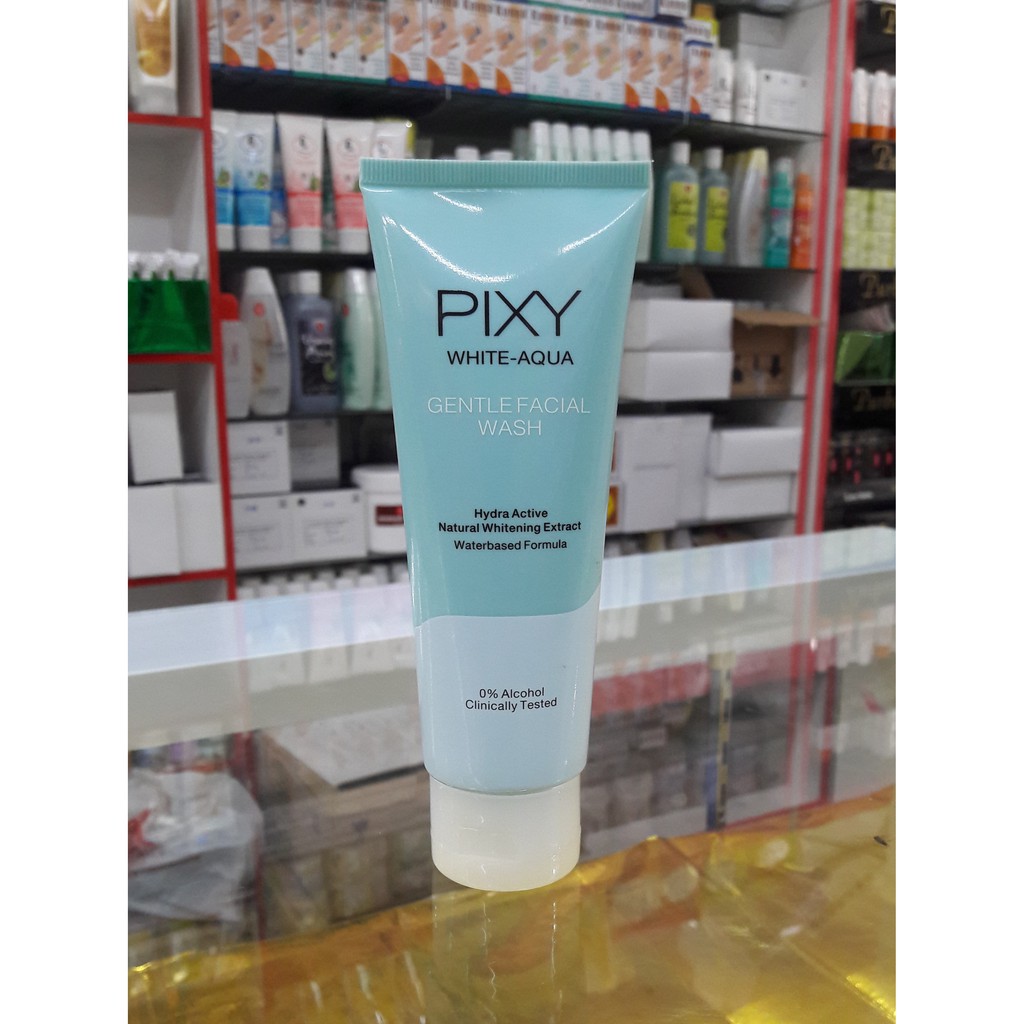 PIXY
WHITE-AQUA
GENTLE FACIAL
WASH
Hydra Active
Natural Whitening Extract
Waterbased Formula
0% Alcohol
Clinically Tested